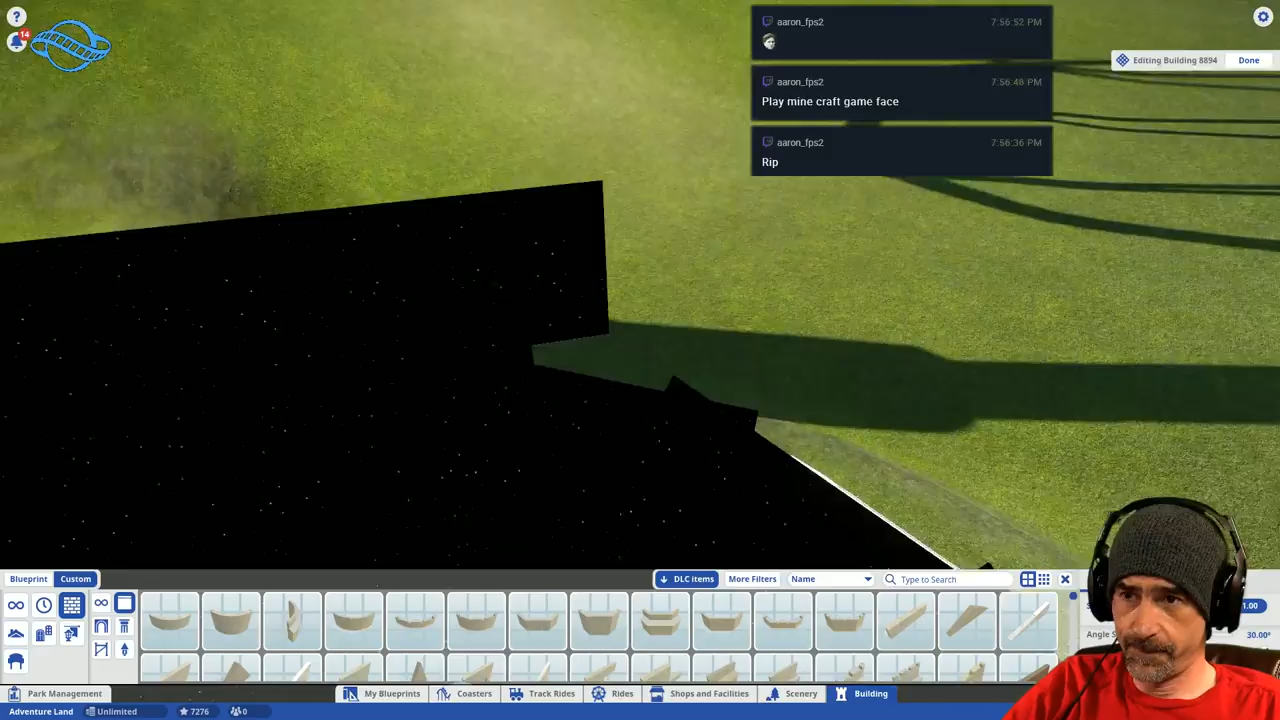 ?
14
aaron_fps2 7:56:52 PM
aaron_fps2 7:56:48 PM
Play mine craft game face
aaron_fps2 7:56:36 PM
Rip
Editing Building 8894 Done
Blueprint Custom
DLC items More Filters Name Type to Search
1.00
Angle S 30.00°
Park Management My Blueprints Coasters Track Rides Rides Shops and Facilities Scenery Building
Adventure Land Unlimited 7276 0